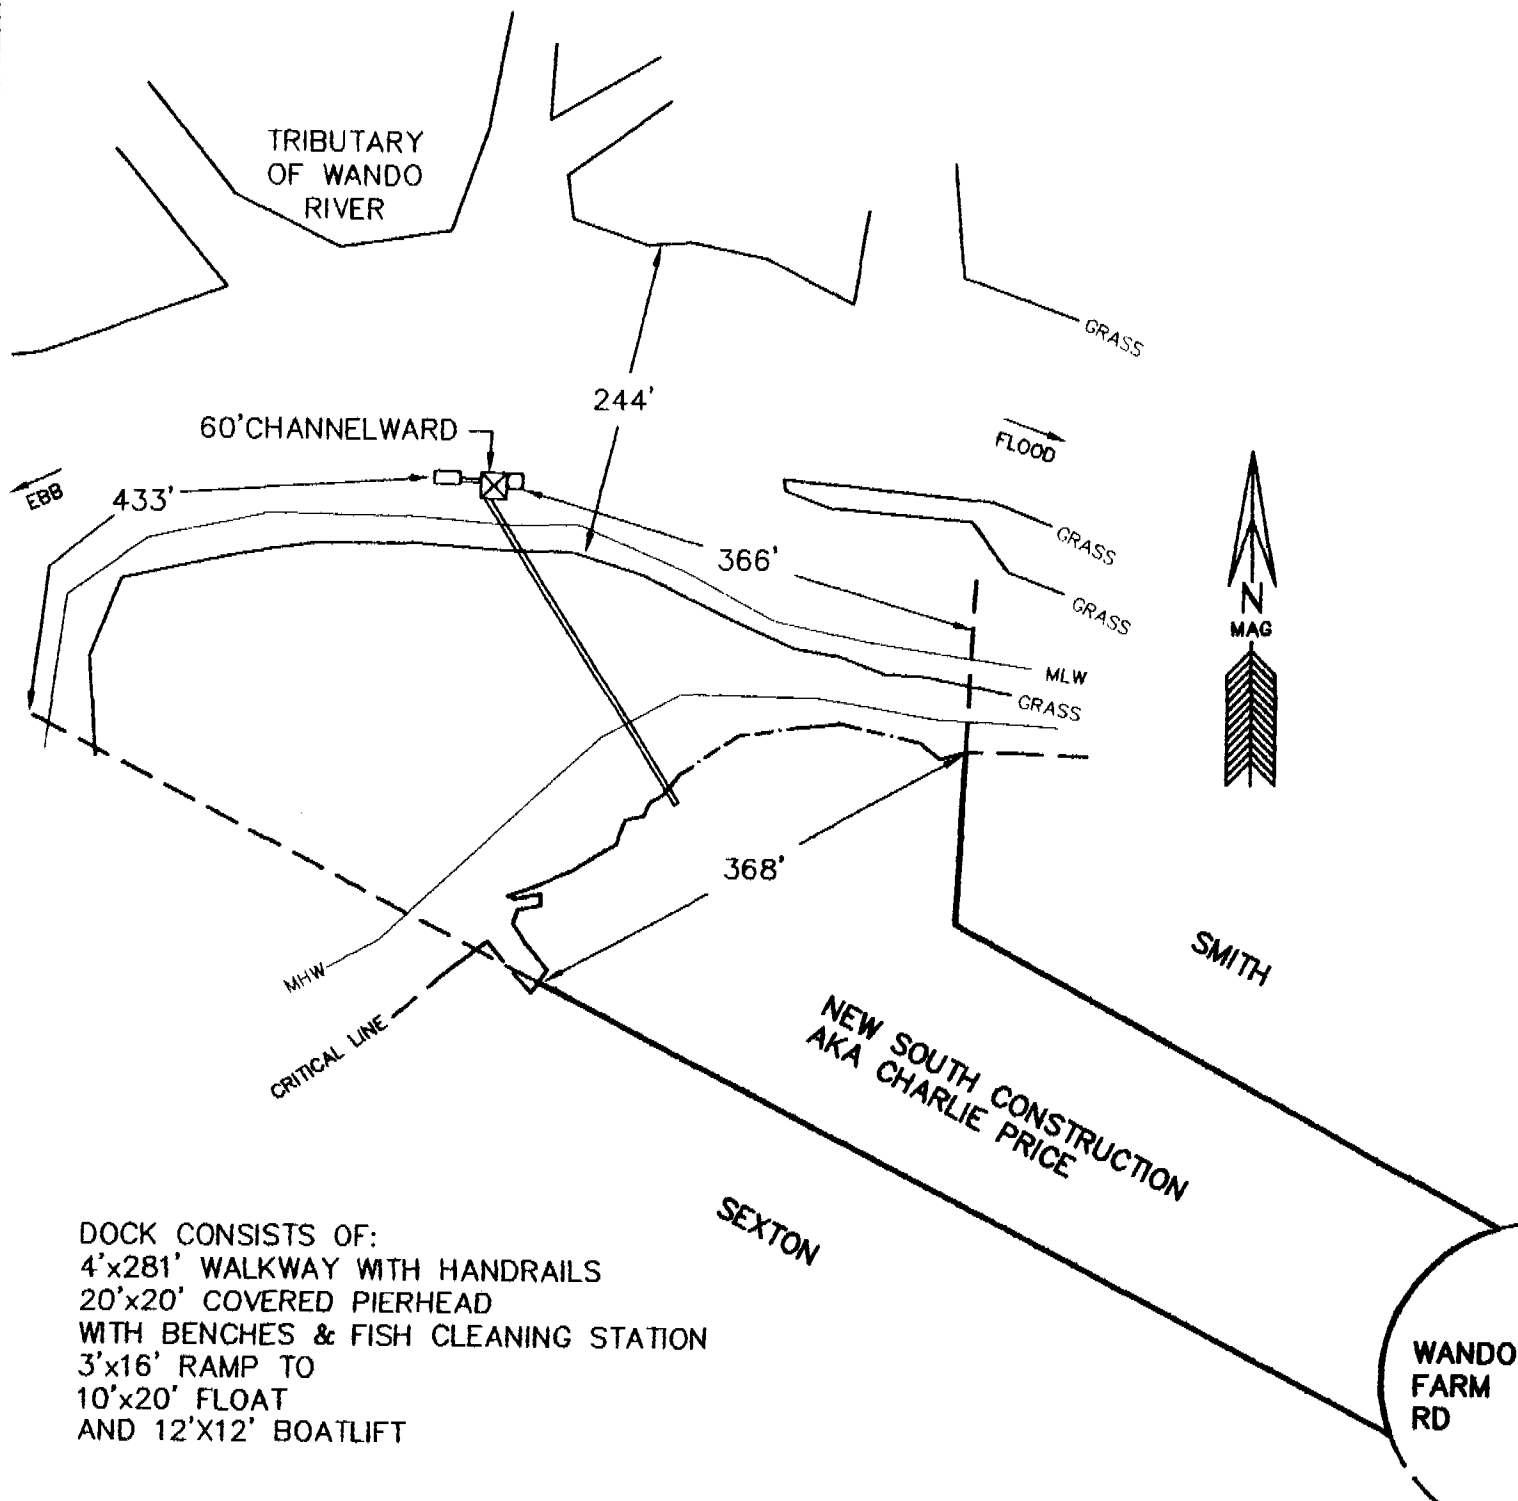 TRIBUTARY
OF WANDO
RIVER
GRASS
244'
60'CHANNELWARD
FLOOD
EBB
433'
GRASS
366'
GRASS
N
MAG
MLW
GRASS
368'
SMITH
MHW
CRITICAL LINE
NEW SOUTH CONSTRUCTION
AKA CHARLIE PRICE
SEXTON
DOCK CONSISTS OF:
4'x281' WALKWAY WITH HANDRAILS
20'x20' COVERED PIERHEAD
WITH BENCHES & FISH CLEANING STATION
3'x16' RAMP TO
10'x20' FLOAT
AND 12'X12' BOATLIFT
WANDO
FARM
RD